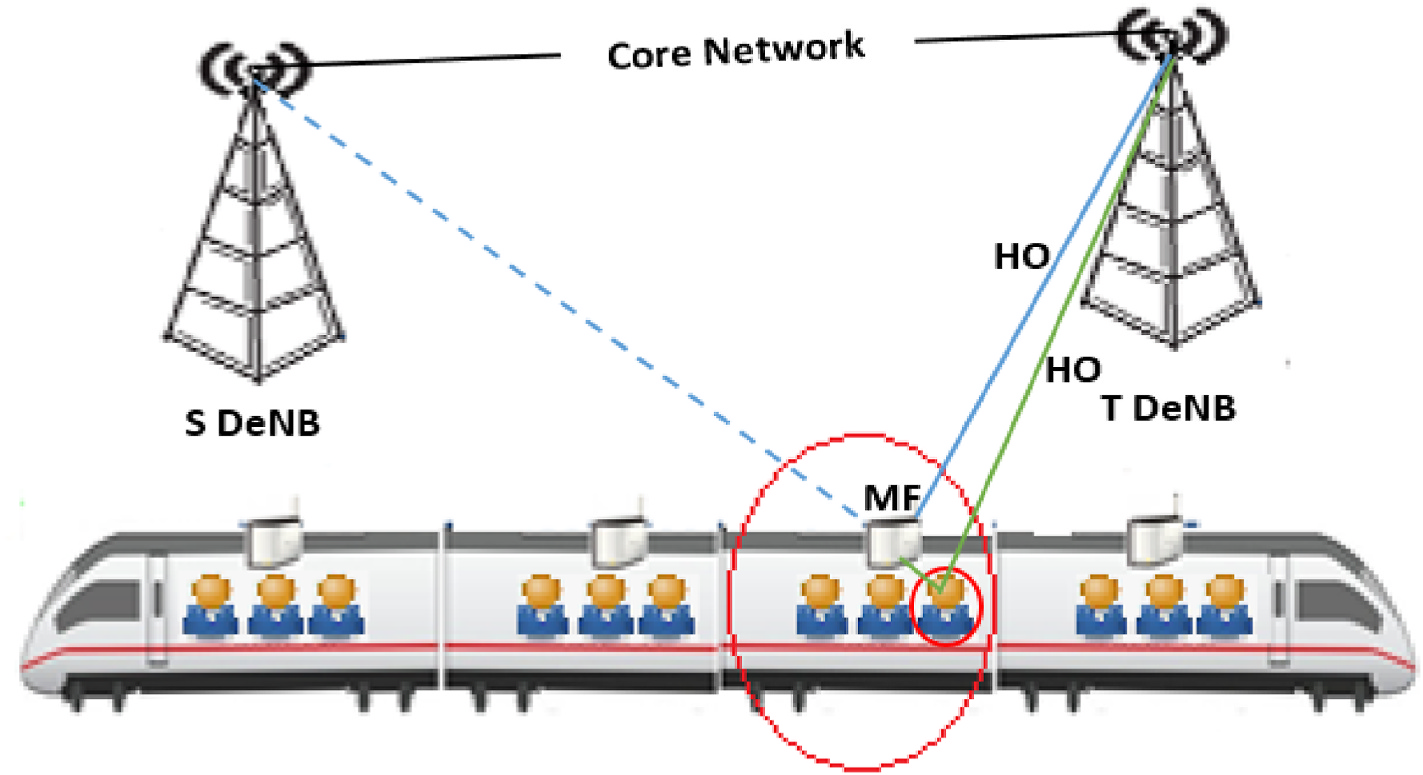 Core Network
HO
HO
S DeNB
T DeNB
MF